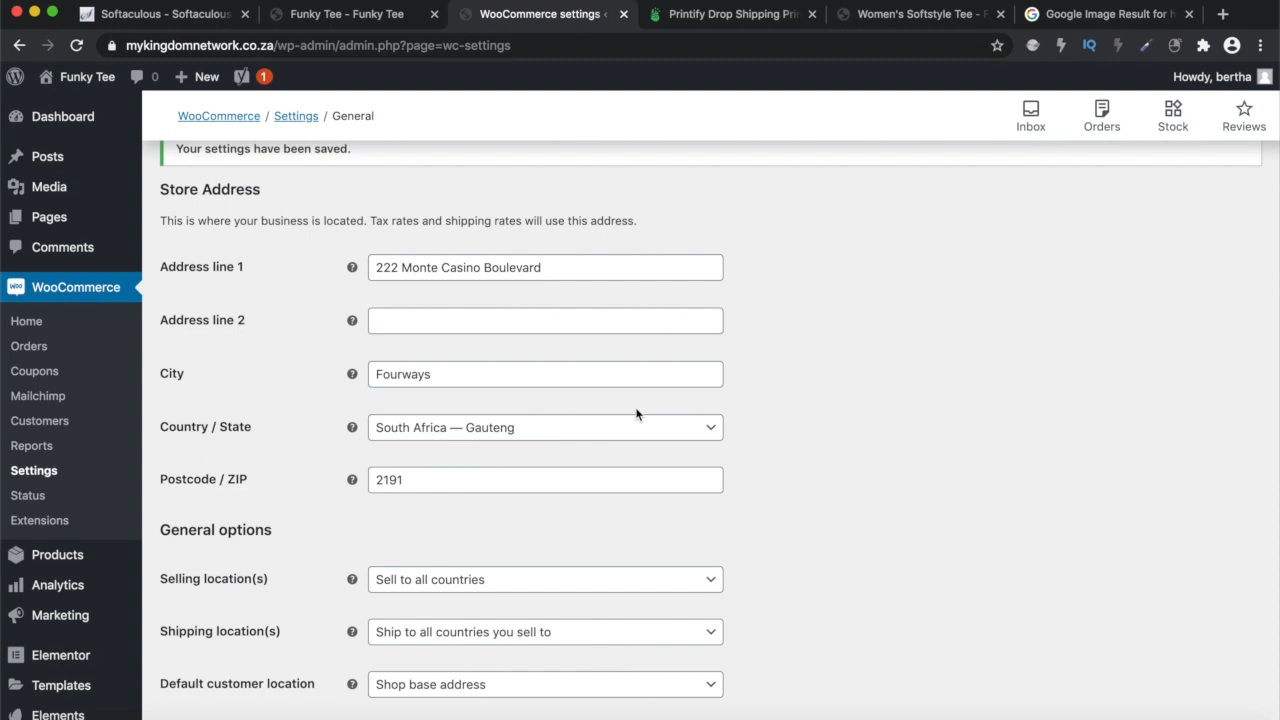 Softaculous - Softaculous
Funky Tee - Funky Tee
WooCommerce settings ‹
Printify Drop Shipping Pri
Women's Softstyle Tee - F
Google Image Result for h
mykingdomnetwork.co.za/wp-admin/admin.php?page=wc-settings
IQ
Funky Tee
0
New
1
Howdy, bertha
WooCommerce / Settings / General
Inbox
Orders
Stock
Reviews
Dashboard
Posts
Media
Pages
Comments
WooCommerce
Home
Orders
Coupons
Mailchimp
Customers
Reports
Settings
Status
Extensions
Products
Analytics
Marketing
Elementor
Templates
Elements
Your settings have been saved.
Store Address
This is where your business is located. Tax rates and shipping rates will use this address.
Address line 1
222 Monte Casino Boulevard
Address line 2
City
Fourways
Country / State
South Africa — Gauteng
Postcode / ZIP
2191
General options
Selling location(s)
Sell to all countries
Shipping location(s)
Ship to all countries you sell to
Default customer location
Shop base address